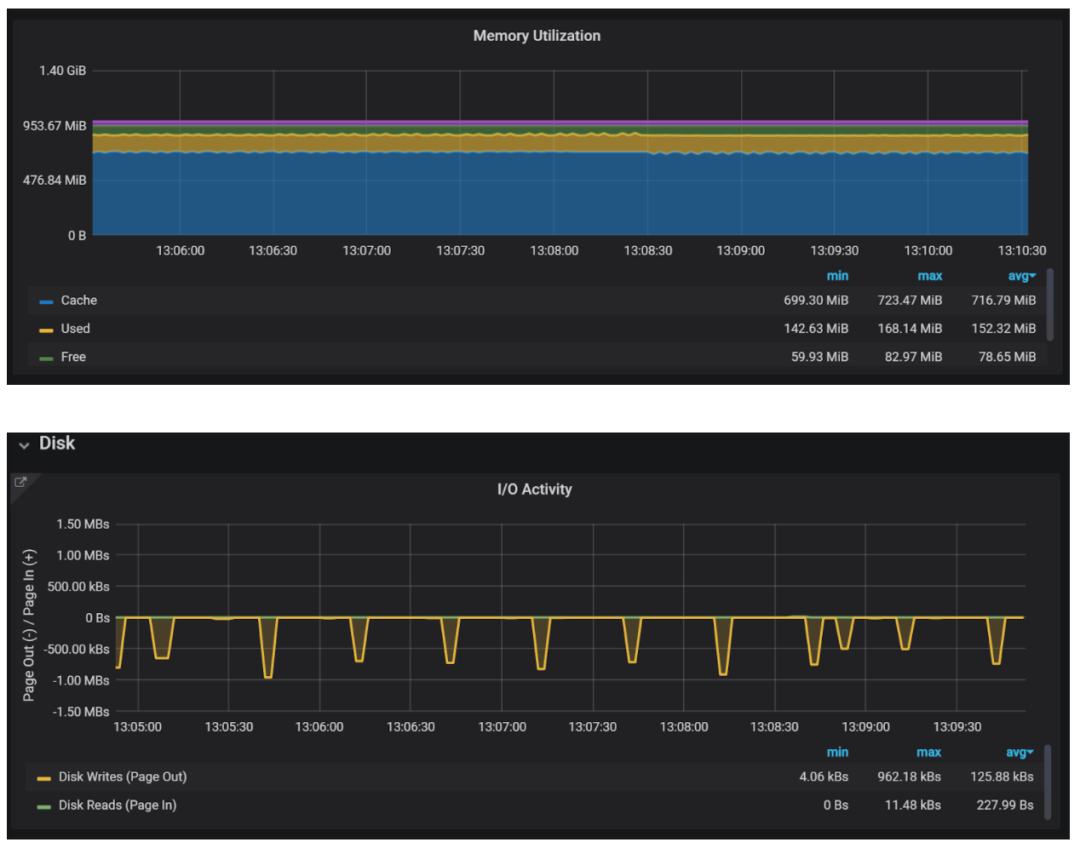 Memory Utilization
1.40 GiB
953.67 MiB
476.84 MiB
0 B
13:06:00 13:06:30 13:07:00 13:07:30 13:08:00 13:08:30 13:09:00 13:09:30 13:10:00 13:10:30
min max avg
Cache 699.30 MiB 723.47 MiB 716.79 MiB
Used 142.63 MiB 168.14 MiB 152.32 MiB
Free 59.93 MiB 82.97 MiB 78.65 MiB
Disk
I/O Activity
Page Out (-) / Page In (+)
1.50 MBs
1.00 MBs
500.00 kBs
0 Bs
-500.00 kBs
-1.00 MBs
-1.50 MBs
13:05:00 13:05:30 13:06:00 13:06:30 13:07:00 13:07:30 13:08:00 13:08:30 13:09:00 13:09:30
min max avg
Disk Writes (Page Out) 4.06 kBs 962.18 kBs 125.88 kBs
Disk Reads (Page In) 0 Bs 11.48 kBs 227.99 Bs